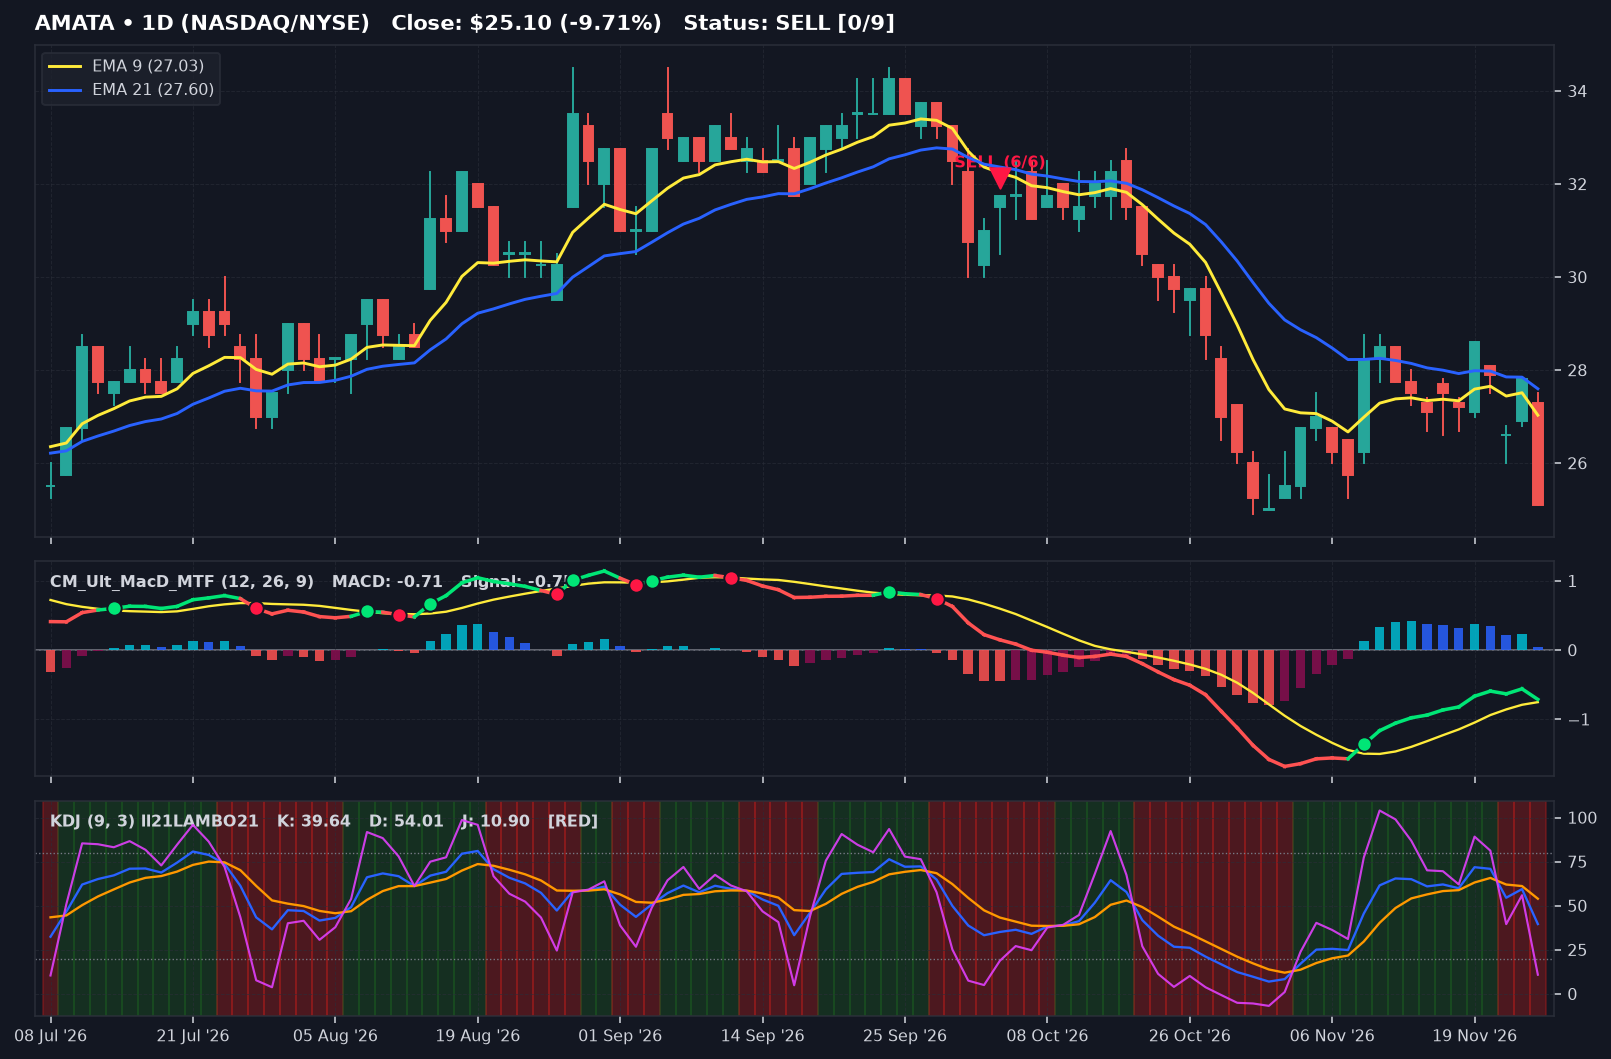 AMATA • 1D (NASDAQ/NYSE)   Close: $25.10 (-9.71%)   Status: SELL [0/9]
EMA 9 (27.03)
EMA 21 (27.60)
34
SELL (6/6)
32
30
28
26
CM_Ult_MacD_MTF (12, 26, 9)   MACD: -0.71   Signal: -0.7
1
0
−1
KDJ (9, 3) II21LAMBO21   K: 39.64   D: 54.01   J: 10.90   [RED]
100
75
50
25
0
08 Jul '26   21 Jul '26   05 Aug '26   19 Aug '26   01 Sep '26   14 Sep '26   25 Sep '26   08 Oct '26   26 Oct '26   06 Nov '26   19 Nov '26